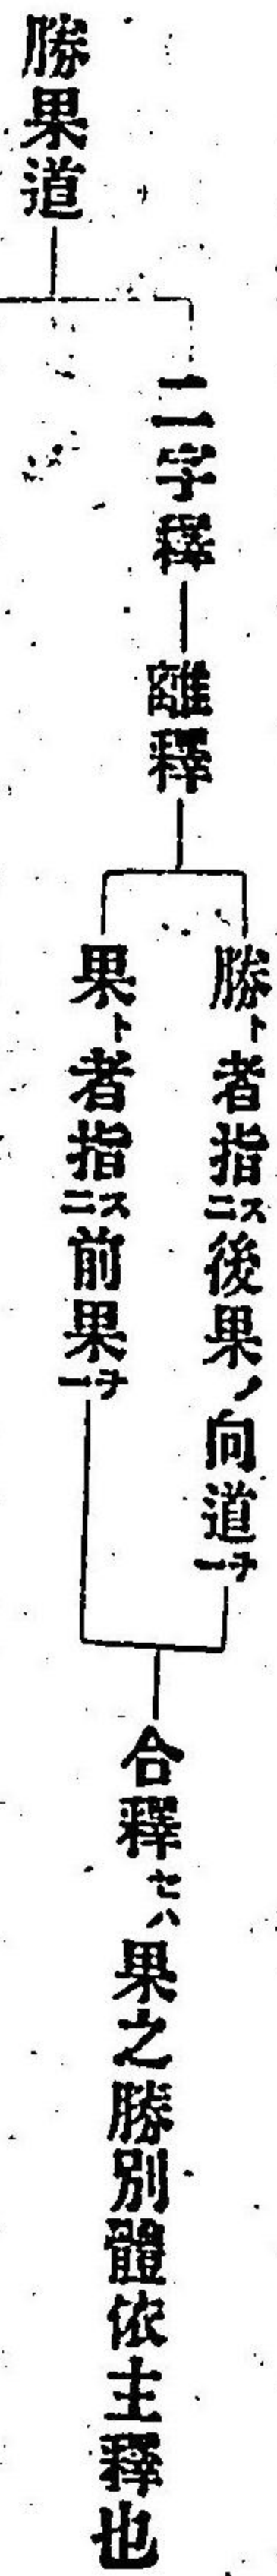 勝果道
二字釋
離釋
勝ト者指ニス後果ノ向道一ヲ
果ト者指ニス前果一ヲ
合釋セハ果之勝別體依主釋也